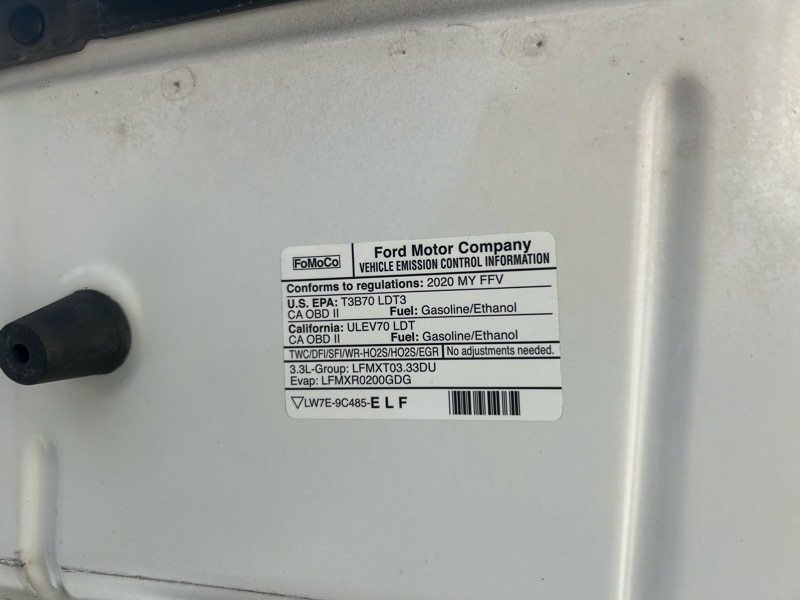 FoMoCo
Ford Motor Company
VEHICLE EMISSION CONTROL INFORMATION
Conforms to regulations: 2020 MY FFV
U.S. EPA: T3B70 LDT3
CA OBD II Fuel: Gasoline/Ethanol
California: ULEV70 LDT
CA OBD II Fuel: Gasoline/Ethanol
TWC/DFI/SFI/WR-HO2S/HO2S/EGR No adjustments needed.
3.3L-Group: LFMXT03.33DU
Evap: LFMXR0200GDG
LW7E-9C485-ELF